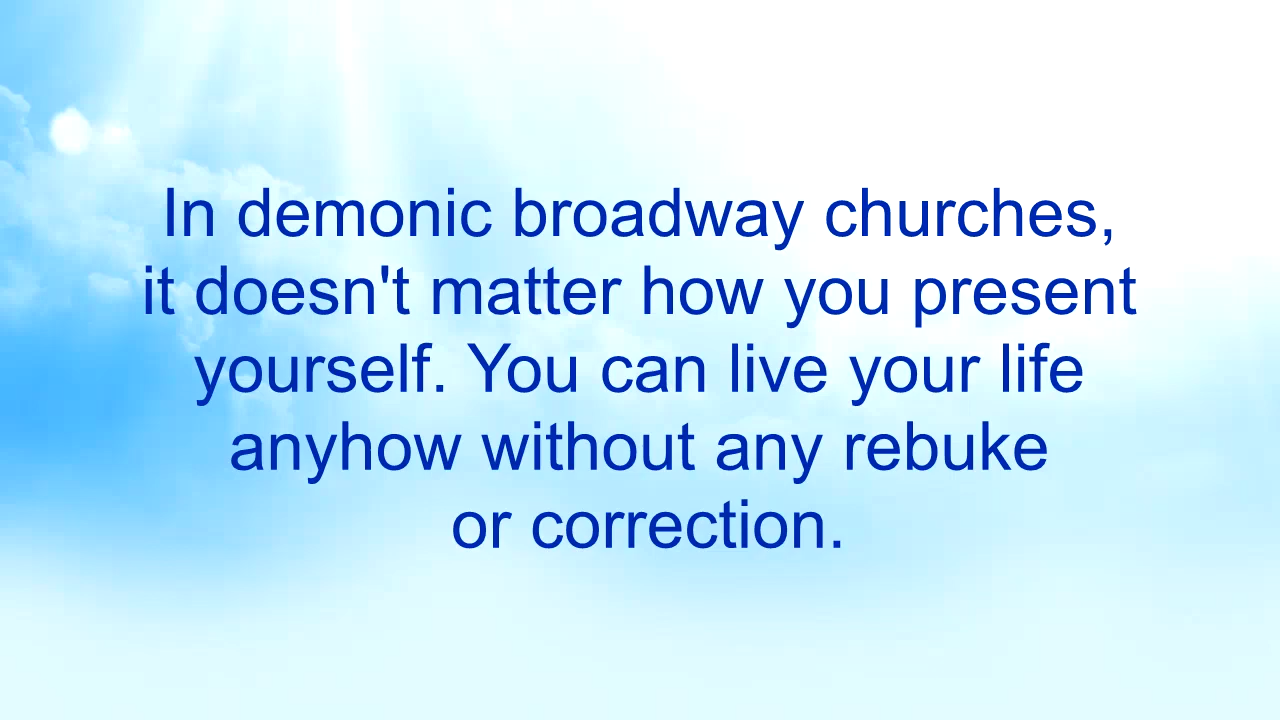 In demonic broadway churches,
it doesn't matter how you present
yourself. You can live your life
anyhow without any rebuke
or correction.